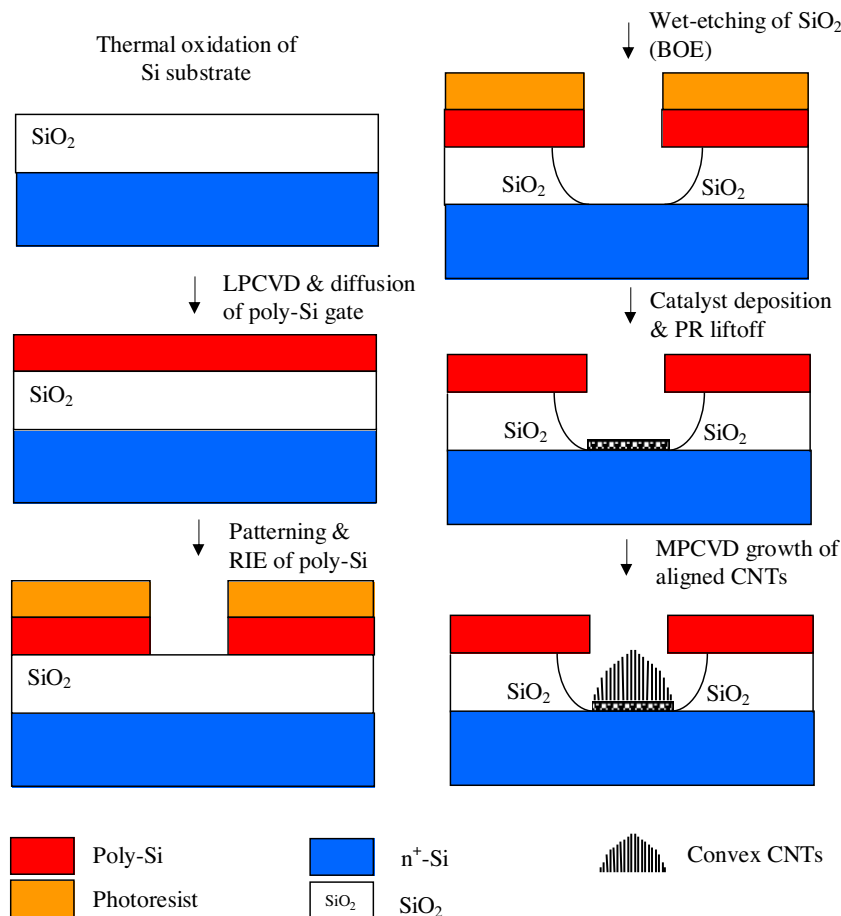 Thermal oxidation of
Si substrate
SiO₂
LPCVD & diffusion
of poly-Si gate
SiO₂
Patterning &
RIE of poly-Si
SiO₂
Wet-etching of SiO₂
(BOE)
SiO₂ SiO₂
Catalyst deposition
& PR liftoff
SiO₂ SiO₂
MPCVD growth of
aligned CNTs
SiO₂ SiO₂
Poly-Si
n⁺-Si
Convex CNTs
Photoresist
SiO₂ SiO₂